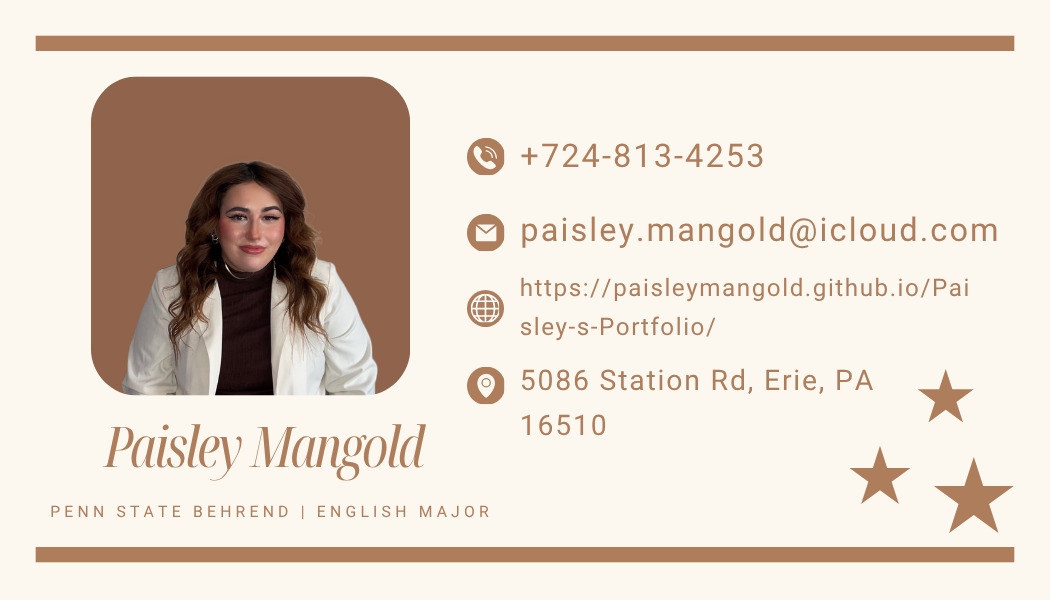 +724-813-4253
paisley.mangold@icloud.com
https://paisleymangold.github.io/Pai
sley-s-Portfolio/
5086 Station Rd, Erie, PA
16510
Paisley Mangold
PENN STATE BEHREND | ENGLISH MAJOR